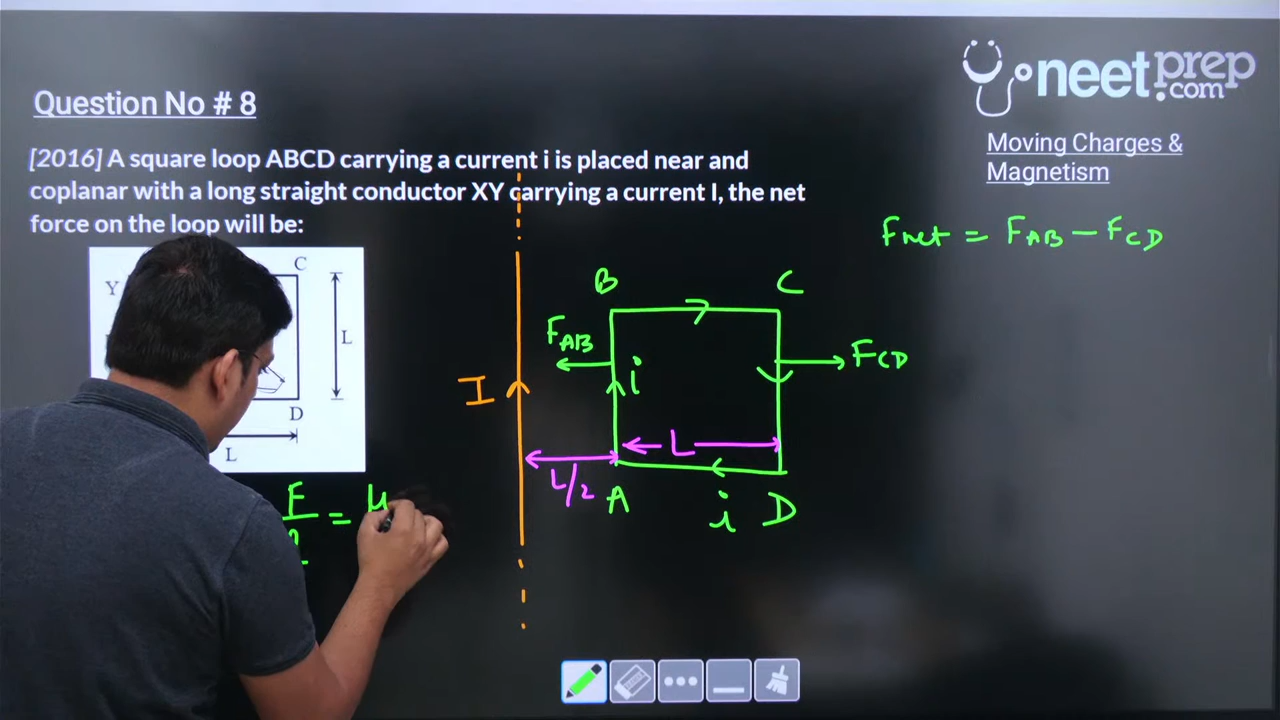 neetprep
.com
Question No # 8
Moving Charges &
Magnetism
[2016] A square loop ABCD carrying a current i is placed near and
coplanar with a long straight conductor XY carrying a current I, the net
force on the loop will be:
Fnet = FAB - FCD
Y
C
L
D
L
B
C
FAB
i
FCD
I
L
L/2
A
i
D
F/l = μ